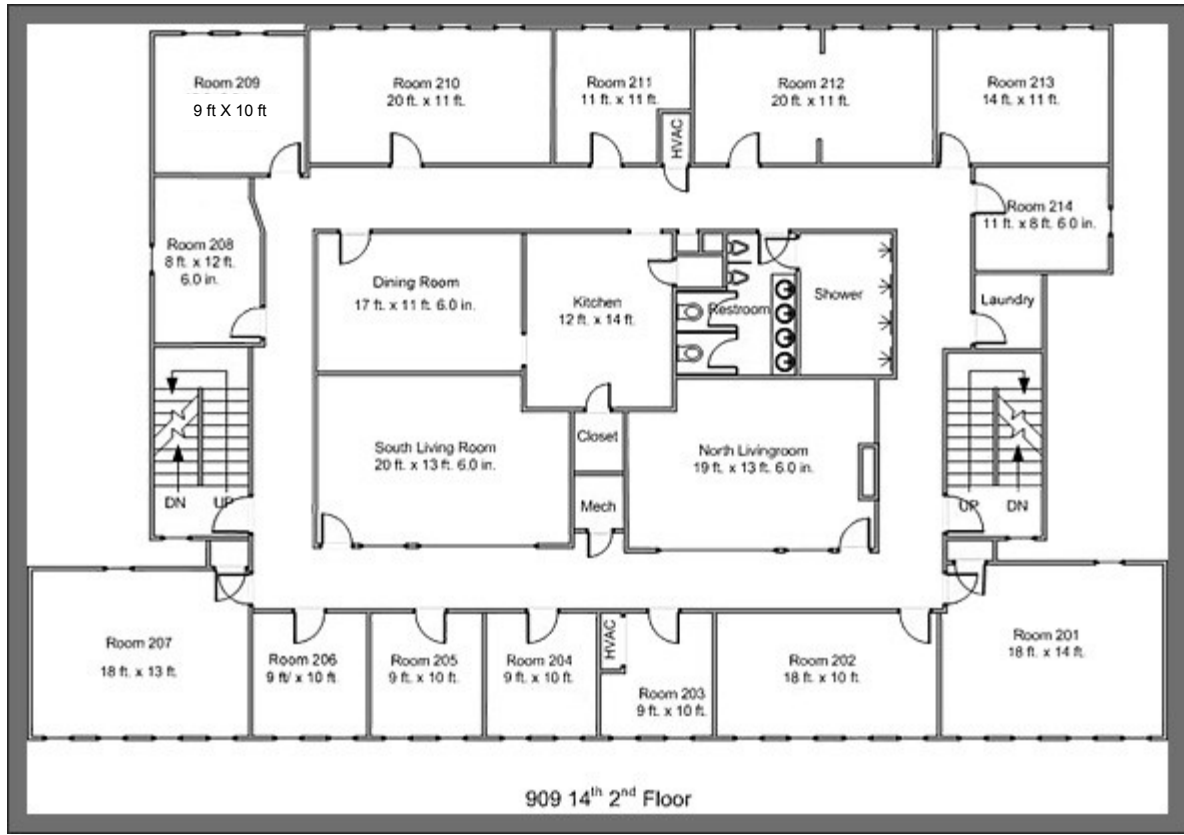 Room 209
9 ft X 10 ft
Room 210
20 ft. x 11 ft.
Room 211
11 ft. x 11 ft.
HVAC
Room 212
20 ft. x 11 ft.
Room 213
14 ft. x 11 ft.
Room 208
8 ft. x 12 ft.
6.0 in.
Dining Room
17 ft. x 11 ft. 6.0 in.
Kitchen
12 ft. x 14 ft.
Restroom
Shower
Room 214
11 ft. x 8 ft. 6.0 in.
Laundry
South Living Room
20 ft. x 13 ft. 6.0 in.
Closet
Mech
North Livingroom
19 ft. x 13 ft. 6.0 in.
DN
UP
UP
DN
Room 207
18 ft. x 13 ft.
Room 206
9 ft/ x 10 ft.
Room 205
9 ft. x 10 ft.
Room 204
9 ft. x 10 ft.
HVAC
Room 203
9 ft. x 10 ft.
Room 202
18 ft. x 10 ft.
Room 201
18 ft. x 14 ft.
909 14th 2nd Floor